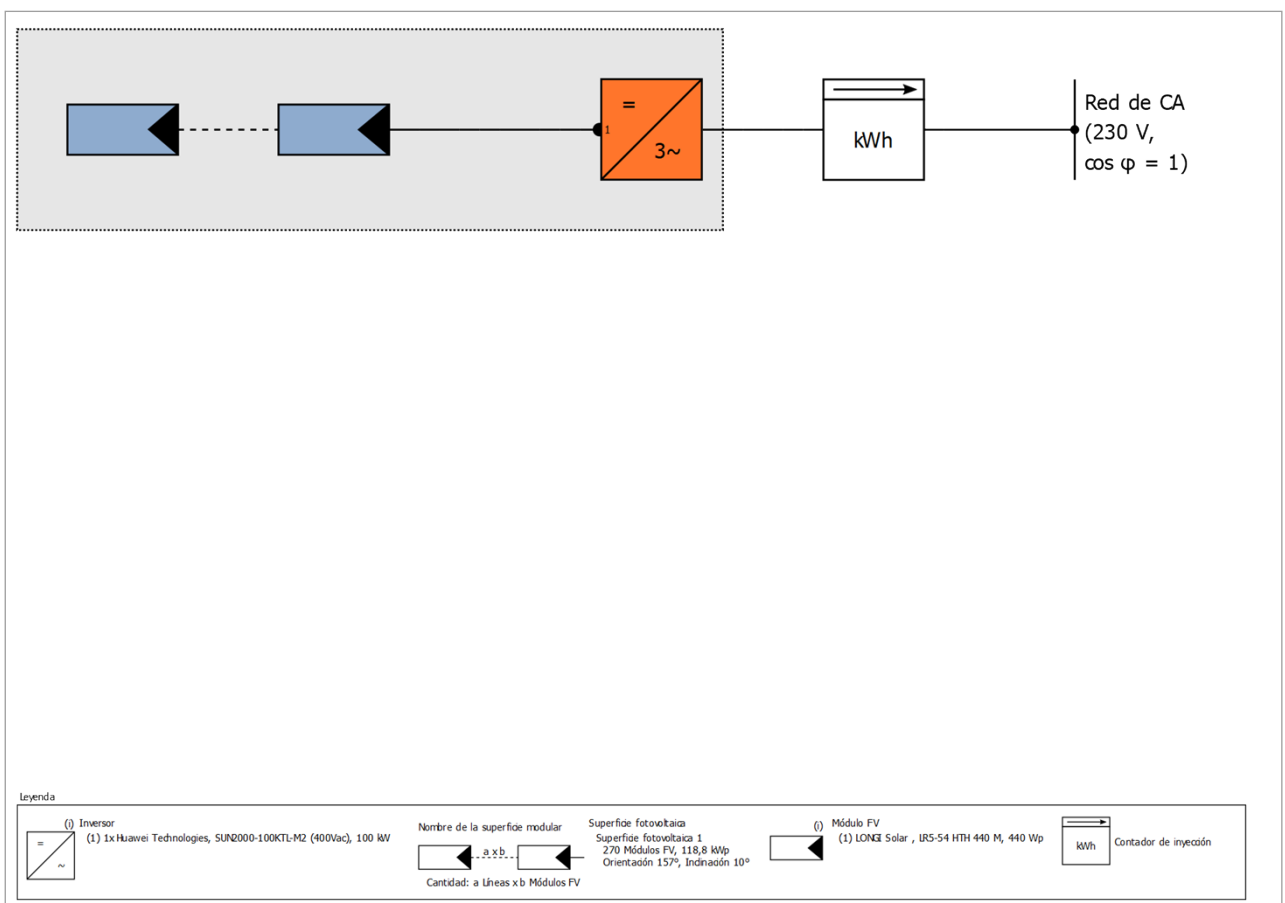 =
1
3~
kWh
Red de CA
(230 V,
cos φ = 1)
Leyenda
(i) Inversor
(1) 1x Huawei Technologies, SUN2000-100KTL-M2 (400Vac), 100 kW
=
~
Nombre de la superficie modular
a x b
Cantidad: a Líneas x b Módulos FV
Superficie fotovoltaica
Superficie fotovoltaica 1
270 Módulos FV, 118,8 kWp
Orientación 157º, Inclinación 10º
(i) Módulo FV
(1) LONGI Solar , LR5-54 HTH 440 M, 440 Wp
kWh
Contador de inyección